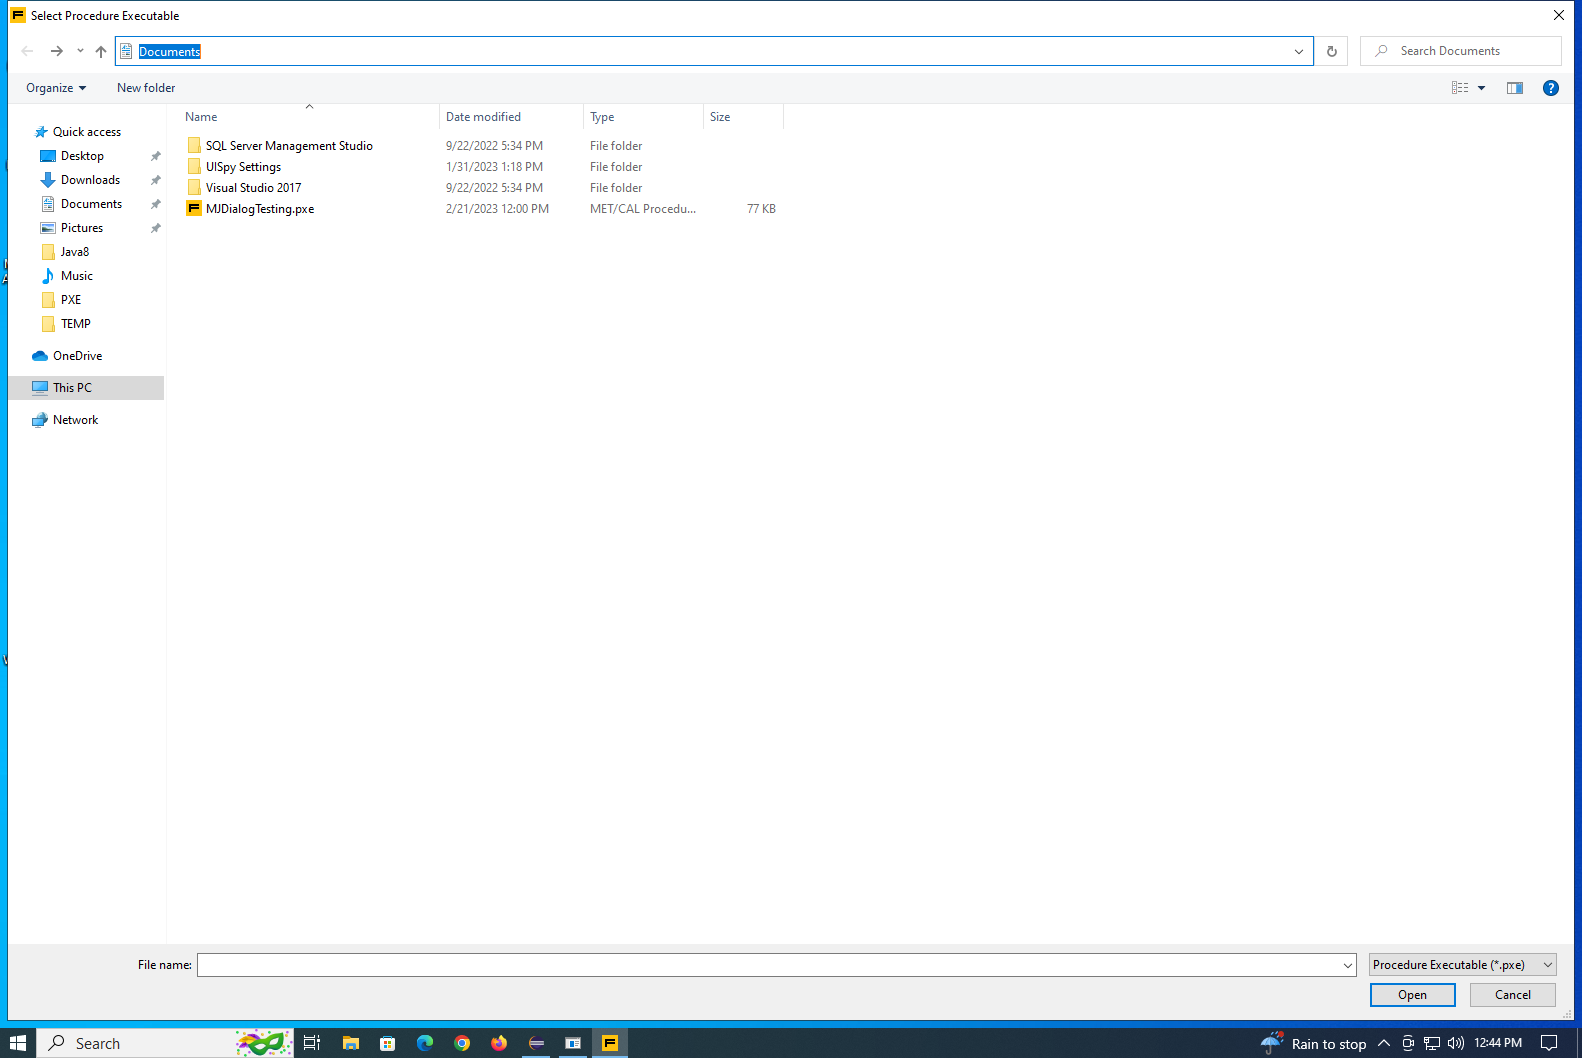 Select Procedure Executable
Documents
Search Documents
Organize
New folder
Name
Date modified
Type
Size
Quick access
Desktop
Downloads
Documents
Pictures
Java8
Music
PXE
TEMP
OneDrive
This PC
Network
SQL Server Management Studio 9/22/2022 5:34 PM File folder
UISpy Settings 1/31/2023 1:18 PM File folder
Visual Studio 2017 9/22/2022 5:34 PM File folder
MJDialogTesting.pxe 2/21/2023 12:00 PM MET/CAL Procedu... 77 KB
File name:
Procedure Executable (*.pxe)
Open
Cancel
Search
Rain to stop
12:44 PM